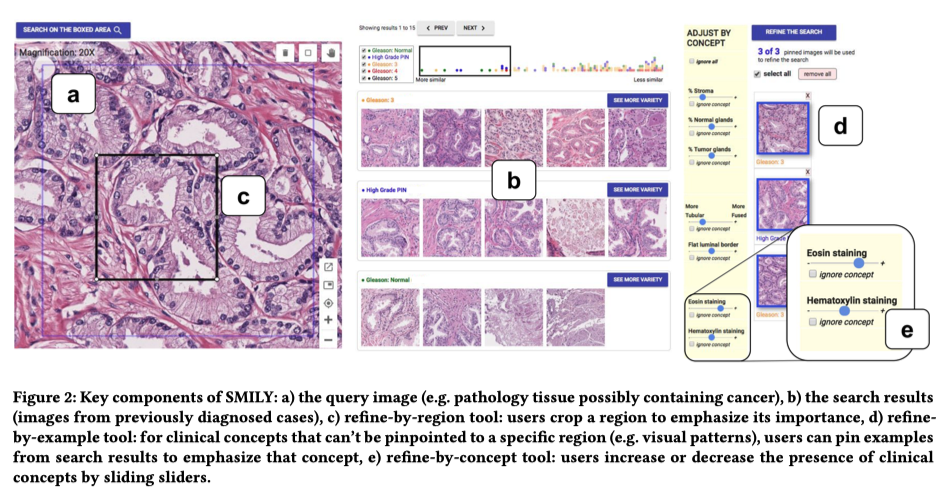 SEARCH ON THE BOXED AREA
Magnification: 20X
a
c
Showing results 1 to 15
PREV
NEXT
Gleason: Normal
High Grade PIN
Gleason: 3
Gleason: 4
Gleason: 5
More similar
Less similar
Gleason: 3
SEE MORE VARIETY
b
High Grade PIN
SEE MORE VARIETY
Gleason: Normal
SEE MORE VARIETY
ADJUST BY
CONCEPT
ignore all
% Stroma
ignore concept
% Normal glands
ignore concept
% Tumor glands
ignore concept
More More
Tubular Fused
ignore concept
Flat luminal border
ignore concept
Eosin staining
ignore concept
Hematoxylin staining
ignore concept
REFINE THE SEARCH
3 of 3 pinned images will be used
to refine the search
select all
remove all
X
Gleason: 3
d
X
High Grade
Gleason: 3
Eosin staining
- +
ignore concept
Hematoxylin staining
- +
ignore concept
e
Figure 2: Key components of SMILY: a) the query image (e.g. pathology tissue possibly containing cancer), b) the search results
(images from previously diagnosed cases), c) refine-by-region tool: users crop a region to emphasize its importance, d) refine-
by-example tool: for clinical concepts that can't be pinpointed to a specific region (e.g. visual patterns), users can pin examples
from search results to emphasize that concept, e) refine-by-concept tool: users increase or decrease the presence of clinical
concepts by sliding sliders.